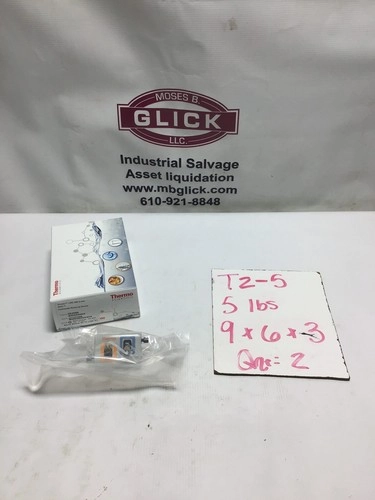 MOSES B.
GLICK
LLC.
Industrial Salvage
Asset liquidation
www.mbglick.com
610-921-8848
Thermo
T2-5
5 lbs
9 x 6 x 3
= 2